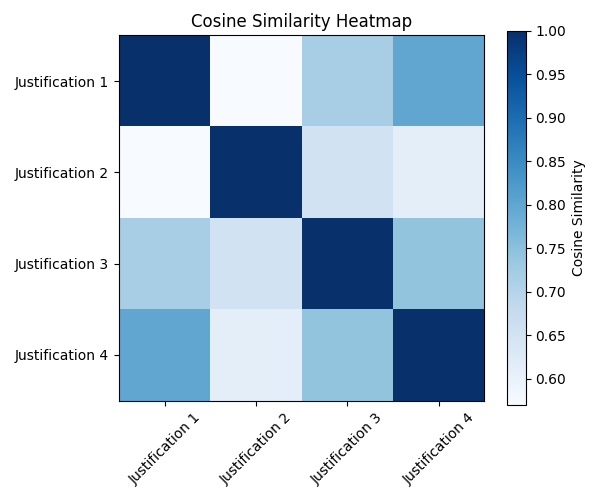 Cosine Similarity Heatmap
Justification 1
Justification 2
Justification 3
Justification 4
Justification 1
Justification 2
Justification 3
Justification 4
1.00
0.95
0.90
0.85
0.80
0.75
0.70
0.65
0.60
Cosine Similarity